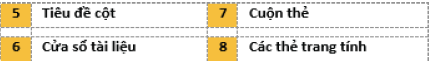 5 Tiêu đề cột 7 Cuộn thẻ
6 Cửa sổ tài liệu 8 Các thẻ trang tính